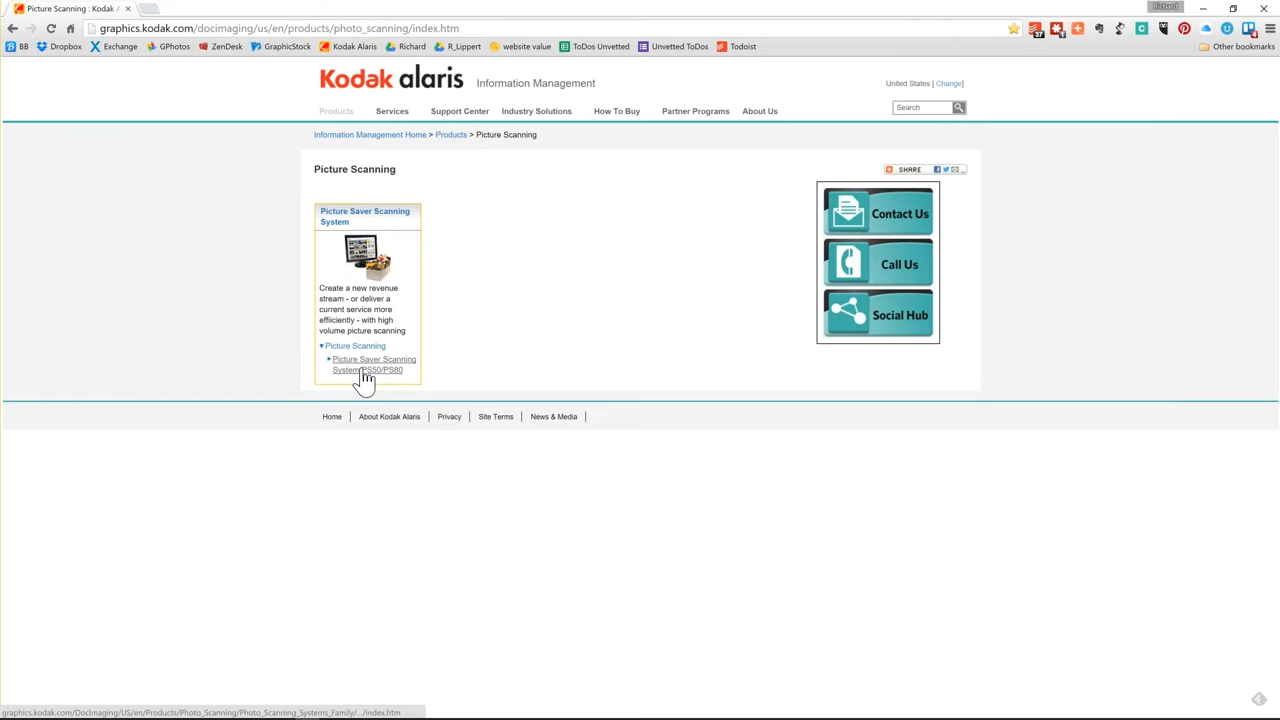 Picture Scanning : Kodak A
Richard
graphics.kodak.com/docimaging/us/en/products/photo_scanning/index.htm
37
1
4
BB
Dropbox
Exchange
GPhotos
ZenDesk
GraphicStock
Kodak Alaris
Richard
R_Lippert
website value
ToDos Unvetted
Unvetted ToDos
Todoist
Other bookmarks
Kodak alaris
Information Management
United States [ Change]
Products
Services
Support Center
Industry Solutions
How To Buy
Partner Programs
About Us
Search
Information Management Home > Products > Picture Scanning
Picture Scanning
SHARE
Picture Saver Scanning
System
Create a new revenue
stream - or deliver a
current service more
effiiciently - with high
volume picture scanning
Picture Scanning
Picture Saver Scanning
System PS50/PS80
Contact Us
Call Us
Social Hub
Home
About Kodak Alaris
Privacy
Site Terms
News & Media
graphics.kodak.com/DocImaging/US/en/Products/Photo_Scanning/Photo_Scanning_Systems_Family/.../index.htm